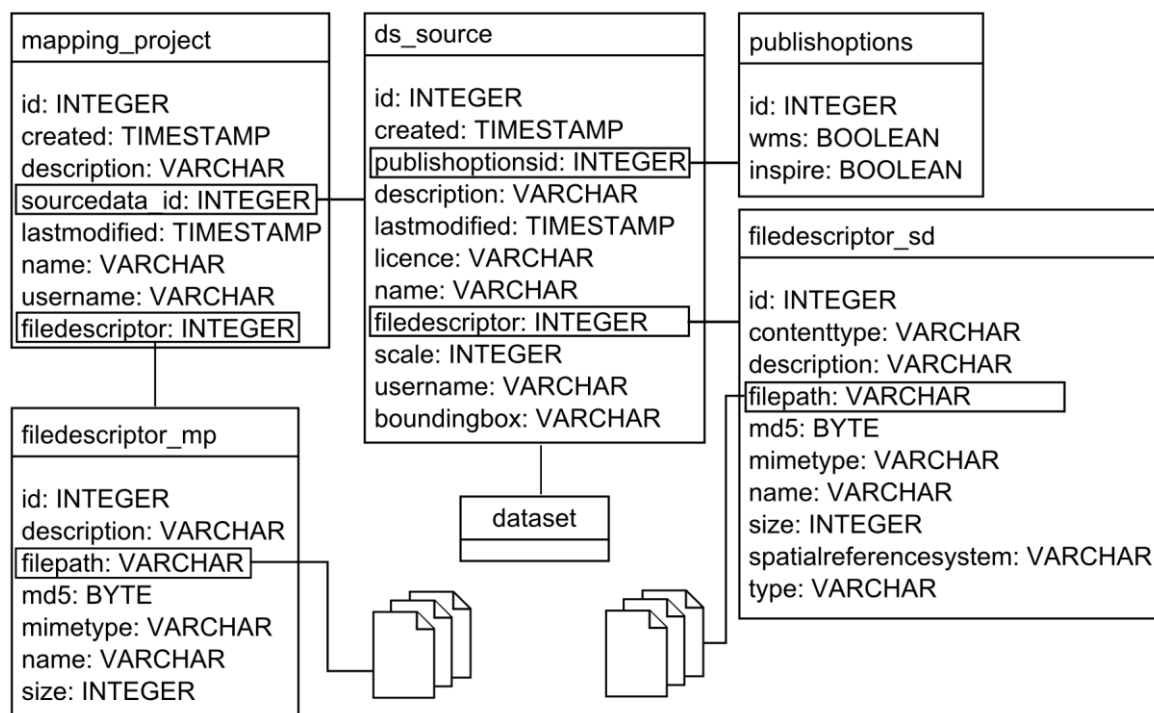 mapping_project
id: INTEGER
created: TIMESTAMP
description: VARCHAR
sourcedata_id: INTEGER
lastmodified: TIMESTAMP
name: VARCHAR
username: VARCHAR
filedescriptor: INTEGER
ds_source
id: INTEGER
created: TIMESTAMP
publishoptionsid: INTEGER
description: VARCHAR
lastmodified: TIMESTAMP
licence: VARCHAR
name: VARCHAR
filedescriptor: INTEGER
scale: INTEGER
username: VARCHAR
boundingbox: VARCHAR
publishoptions
id: INTEGER
wms: BOOLEAN
inspire: BOOLEAN
filedescriptor_sd
id: INTEGER
contenttype: VARCHAR
description: VARCHAR
filepath: VARCHAR
md5: BYTE
mimetype: VARCHAR
name: VARCHAR
size: INTEGER
spatialreferencesystem: VARCHAR
type: VARCHAR
filedescriptor_mp
id: INTEGER
description: VARCHAR
filepath: VARCHAR
md5: BYTE
mimetype: VARCHAR
name: VARCHAR
size: INTEGER
dataset